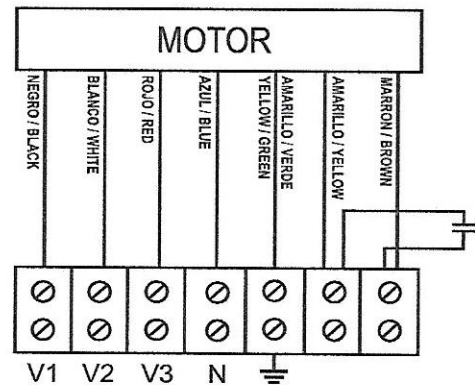 MOTOR
NEGRO / BLACK
BLANCO / WHITE
ROJO / RED
AZUL / BLUE
YELLOW / GREEN
AMARILLO / VERDE
AMARILLO / YELLOW
MARRON / BROWN
V1 V2 V3 N